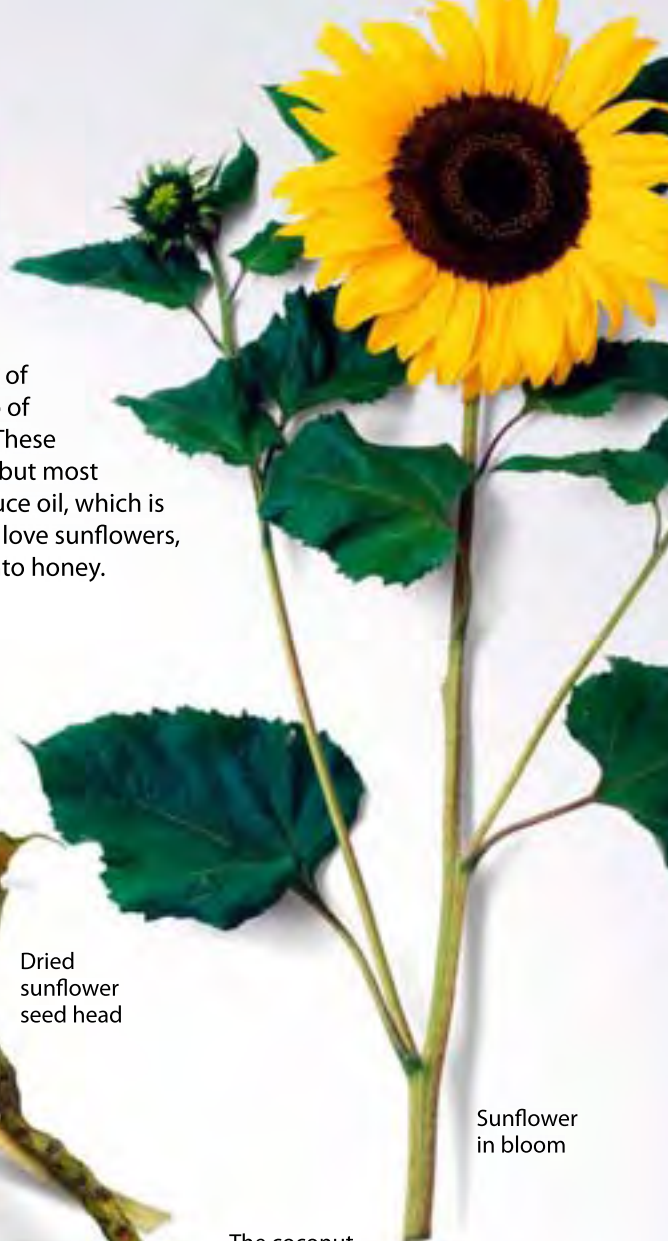 of
of
These
but most
uce oil, which is
love sunflowers,
to honey.
Dried
sunflower
seed head
Sunflower
in bloom
The coconut